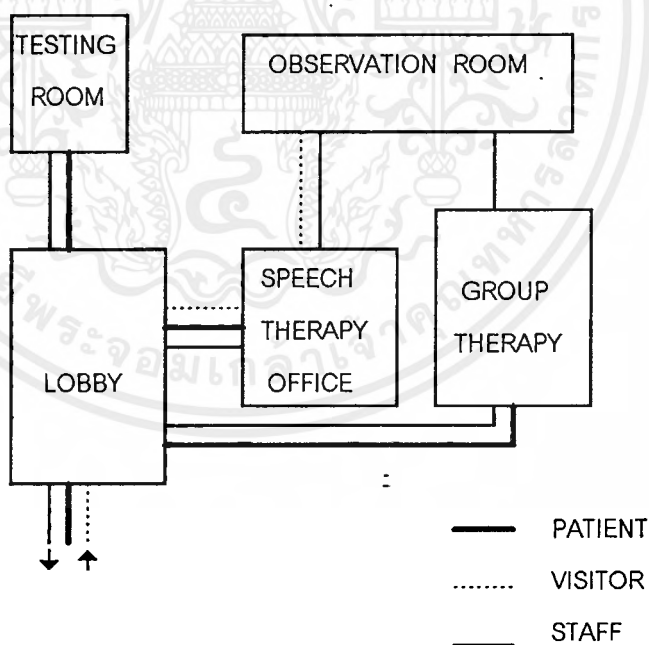 TESTING
ROOM
OBSERVATION ROOM
SPEECH
THERAPY
OFFICE
GROUP
THERAPY
LOBBY
PATIENT
VISITOR
STAFF